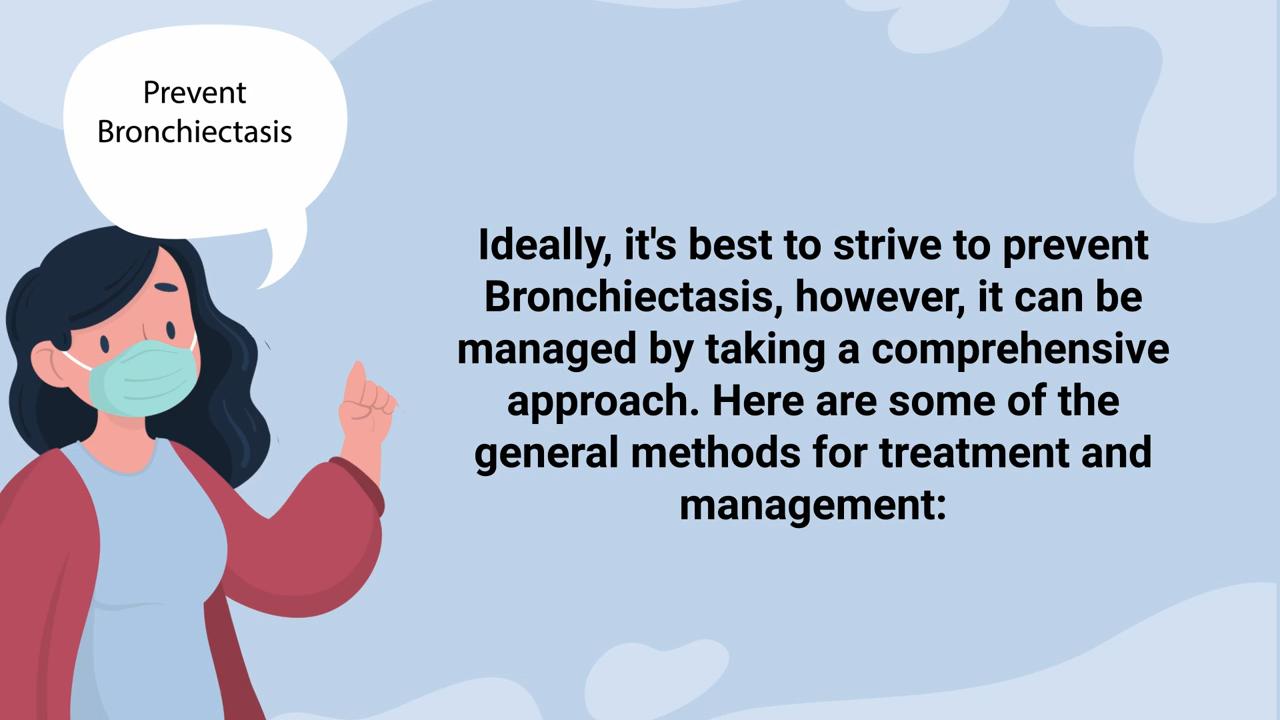 Prevent
Bronchiectasis
Ideally, it's best to strive to prevent
Bronchiectasis, however, it can be
managed by taking a comprehensive
approach. Here are some of the
general methods for treatment and
management: